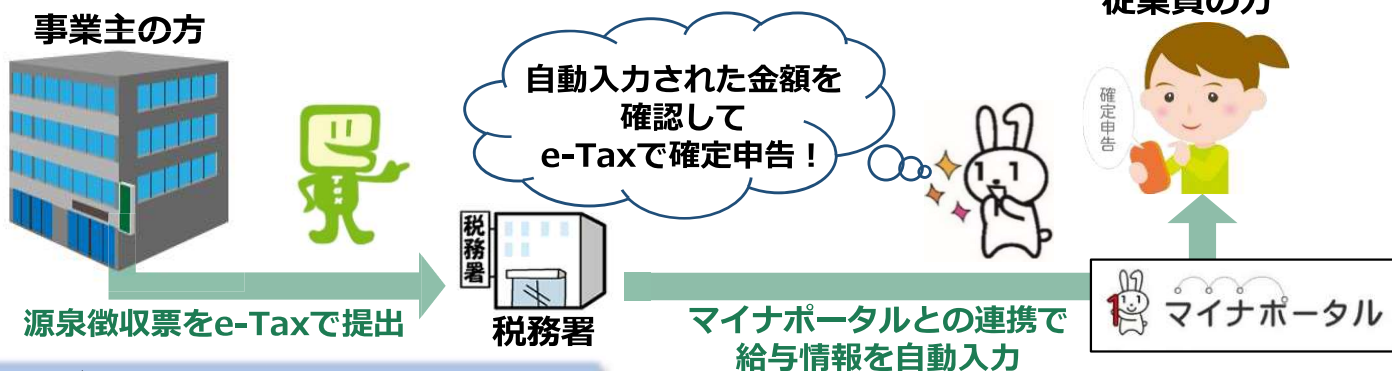 事業主の方
従業員の方
自動入力された金額を
確認して
e-Taxで確定申告！
確定申告
税務署
源泉徴収票をe-Taxで提出
税務署
マイナポータルとの連携で
給与情報を自動入力
マイナポータル